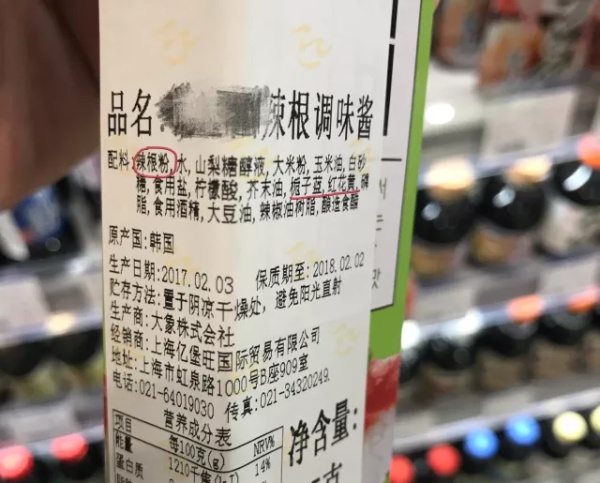 品名: 辣根调味酱
配料:辣根粉,水,山梨糖醇液,大米粉,玉米油,白砂
糖,食用盐,柠檬酸,芥末油,栀子蓝,红花黄,磷
脂,食用酒精,大豆油,辣椒油树脂,酿造食醋
原产国:韩国
生产日期:2017.02.03 保质期至:2018.02.02
贮存方法:置于阴凉干燥处,避免阳光直射
生产商:大象株式会社
经销商:上海亿堡旺国际贸易有限公司
地址:上海市虹泉路1000号B座909室
电话:021-64019030 传真:021-34320249.
营养成分表
项目 每100克(g) NRV%
能量 1210千焦(kJ) 14%
蛋白质
净含量:
克